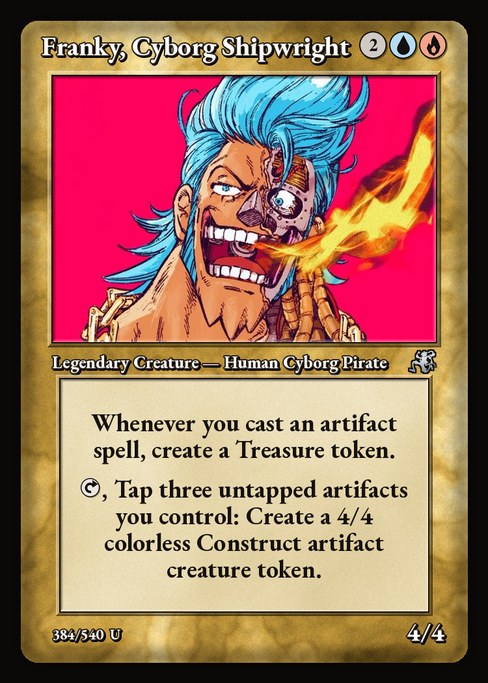 Franky, Cyborg Shipwright 2
Legendary Creature — Human Cyborg Pirate
Whenever you cast an artifact
spell, create a Treasure token.
, Tap three untapped artifacts
you control: Create a 4/4
colorless Construct artifact
creature token.
384/540 U
4/4